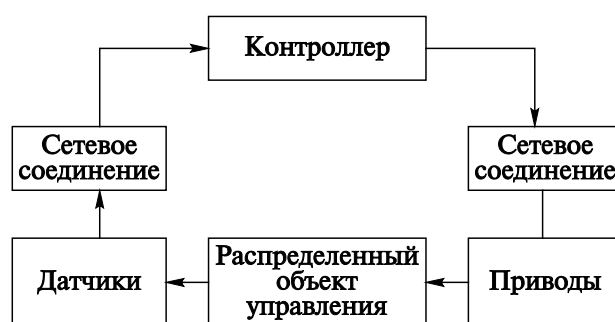 Контроллер
Сетевое
соединение
Сетевое
соединение
Датчики
Распределенный
объект
управления
Приводы